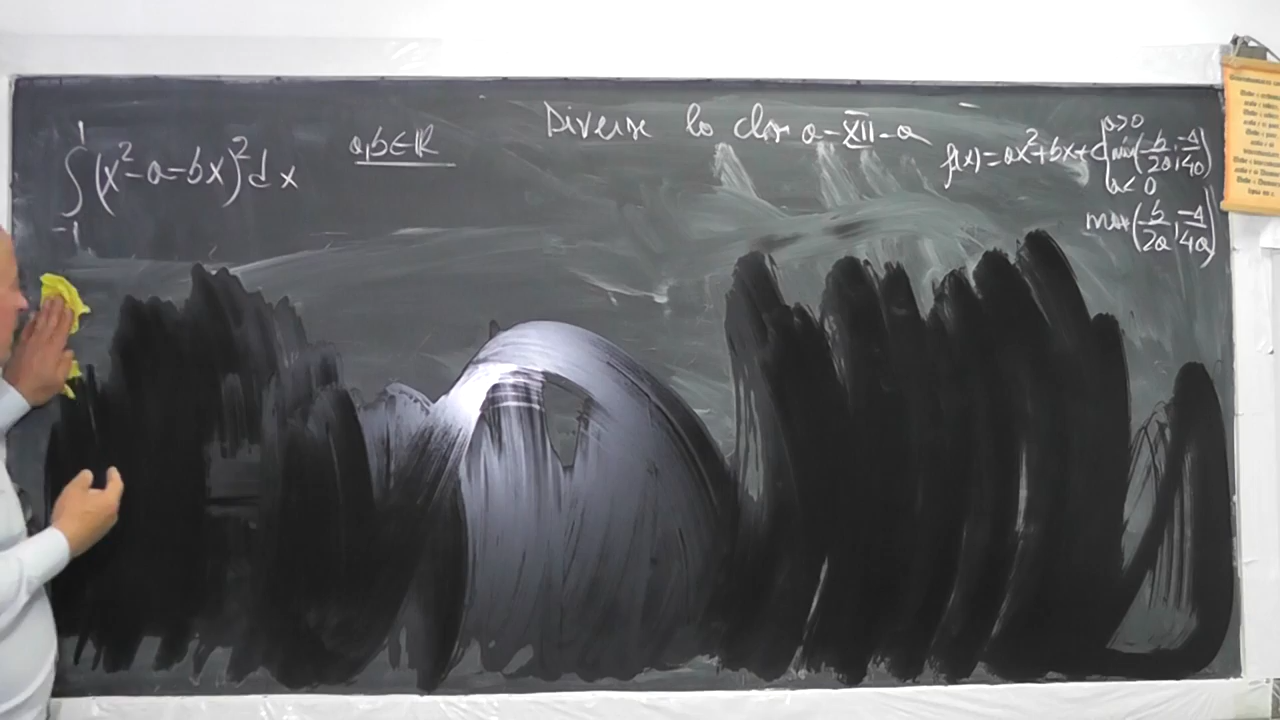 Diverse la clasa a-XII-a
∫₋₁¹ (x²-a-bx)² dx
a,b∈ℝ
f(x)=ax²+bx+c
a>0
min(-b/2a; -Δ/4a)
a<0
max(-b/2a; -Δ/4a)